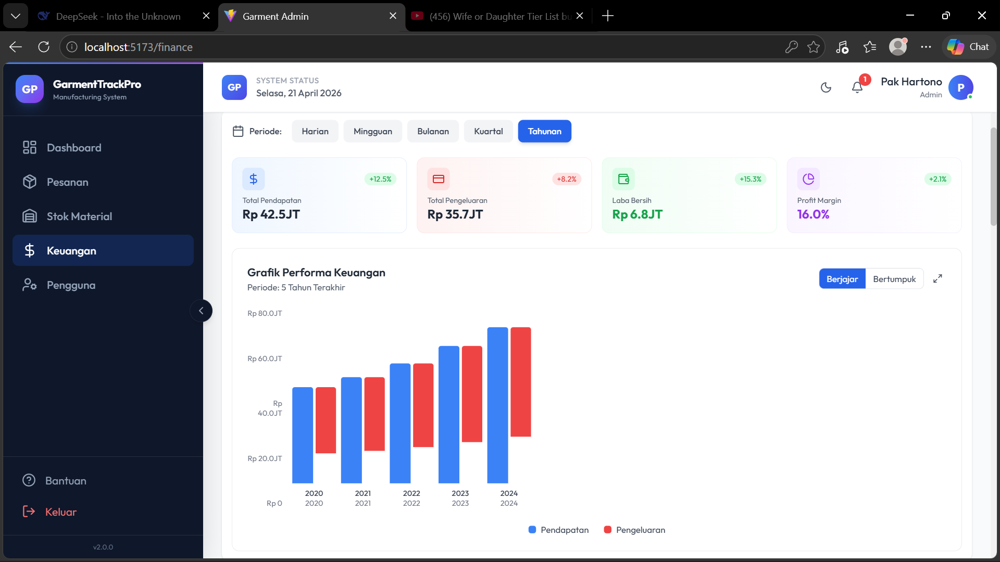 DeepSeek - Into the Unknown
Garment Admin
(456) Wife or Daughter Tier List bu
localhost:5173/finance
Chat
GP
GarmentTrackPro
Manufacturing System
Dashboard
Pesanan
Stok Material
Keuangan
Pengguna
Bantuan
Keluar
v2.0.0
GP
SYSTEM STATUS
Selasa, 21 April 2026
1
Pak Hartono
Admin
P
Periode:
Harian
Mingguan
Bulanan
Kuartal
Tahunan
+12.5%
Total Pendapatan
Rp 42.5JT
+8.2%
Total Pengeluaran
Rp 35.7JT
+15.3%
Laba Bersih
Rp 6.8JT
+2.1%
Profit Margin
16.0%
Grafik Performa Keuangan
Periode: 5 Tahun Terakhir
Berjajar
Bertumpuk
Rp 80.0JT
Rp 60.0JT
Rp
40.0JT
Rp 20.0JT
Rp 0
2020
2020
2021
2021
2022
2022
2023
2023
2024
2024
Pendapatan
Pengeluaran